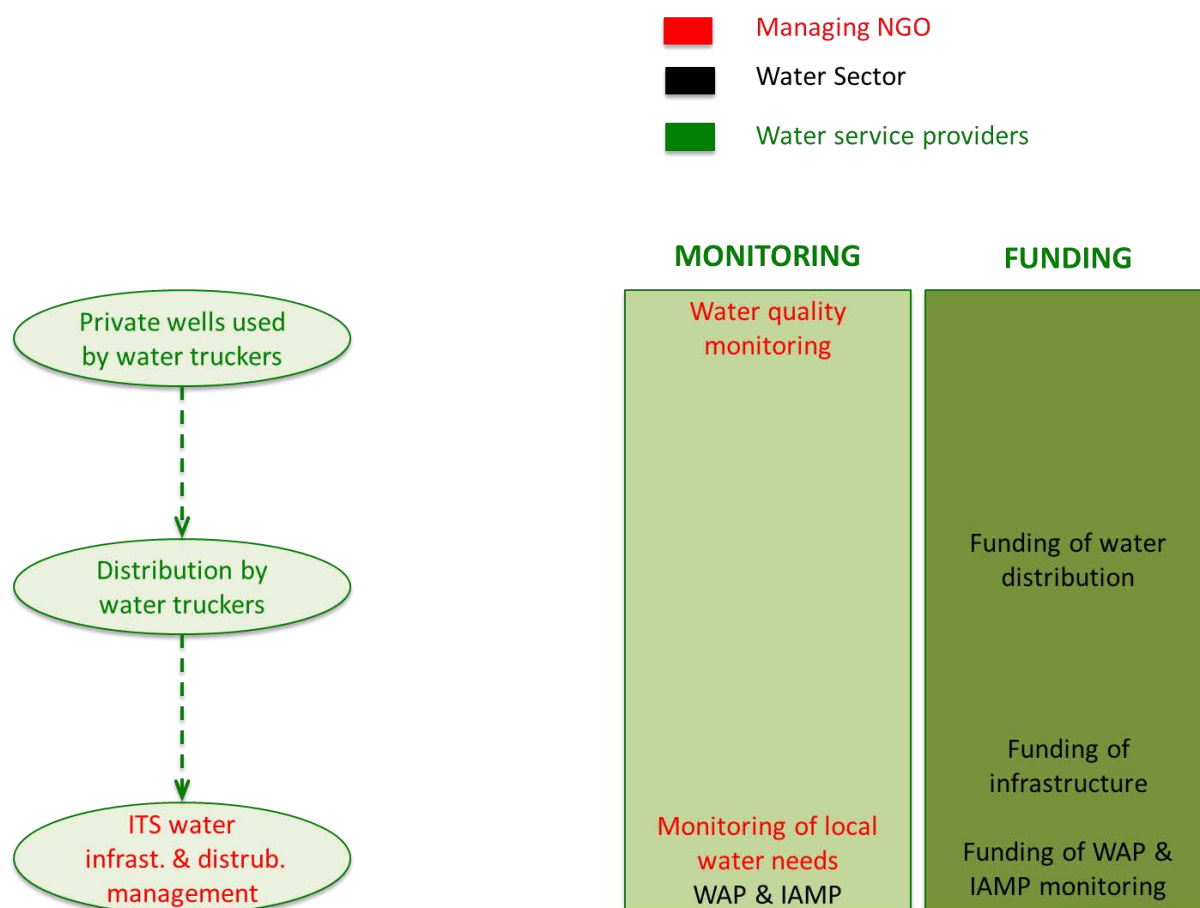 Managing NGO
Water Sector
Water service providers
MONITORING
FUNDING
Private wells used
by water truckers
Water quality
monitoring
Distribution by
water truckers
Funding of water
distribution
Funding of
infrastructure
ITS water
infrast. & distrub.
management
Monitoring of local
water needs
WAP & IAMP
Funding of WAP &
IAMP monitoring